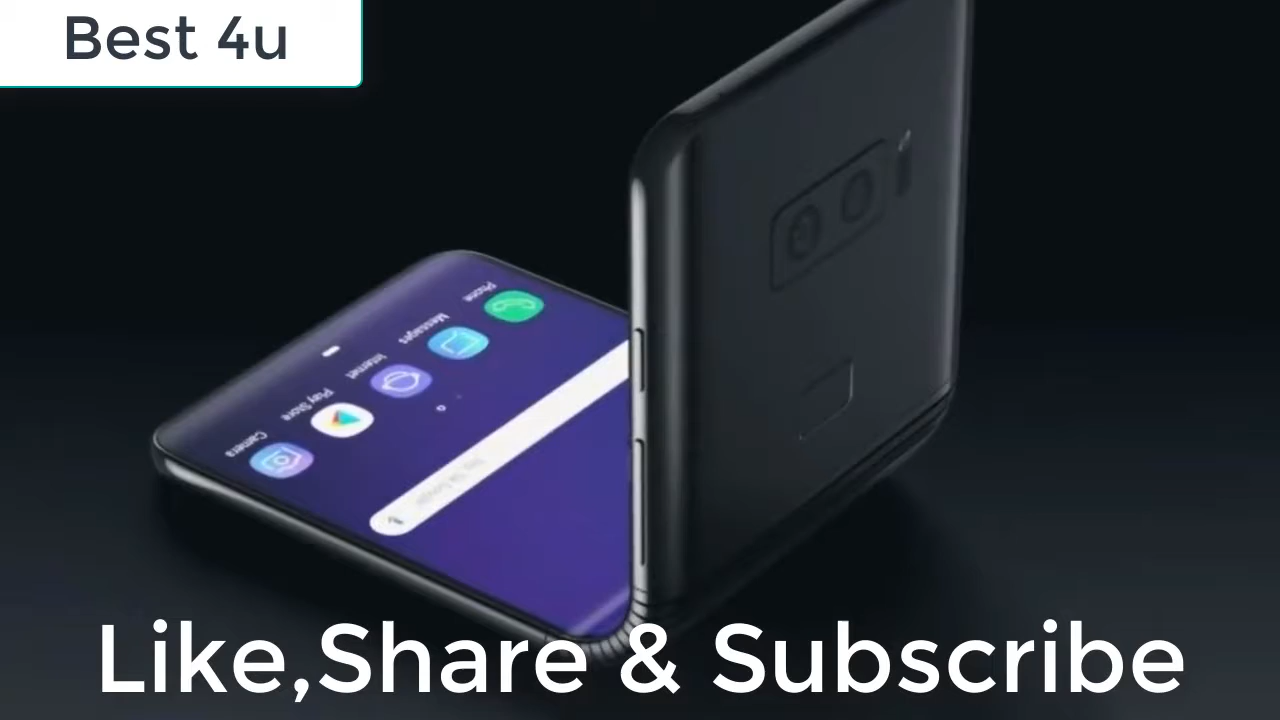 Best 4u
Phone
Messages
Internet
Play Store
Camera
Like,Share & Subscribe